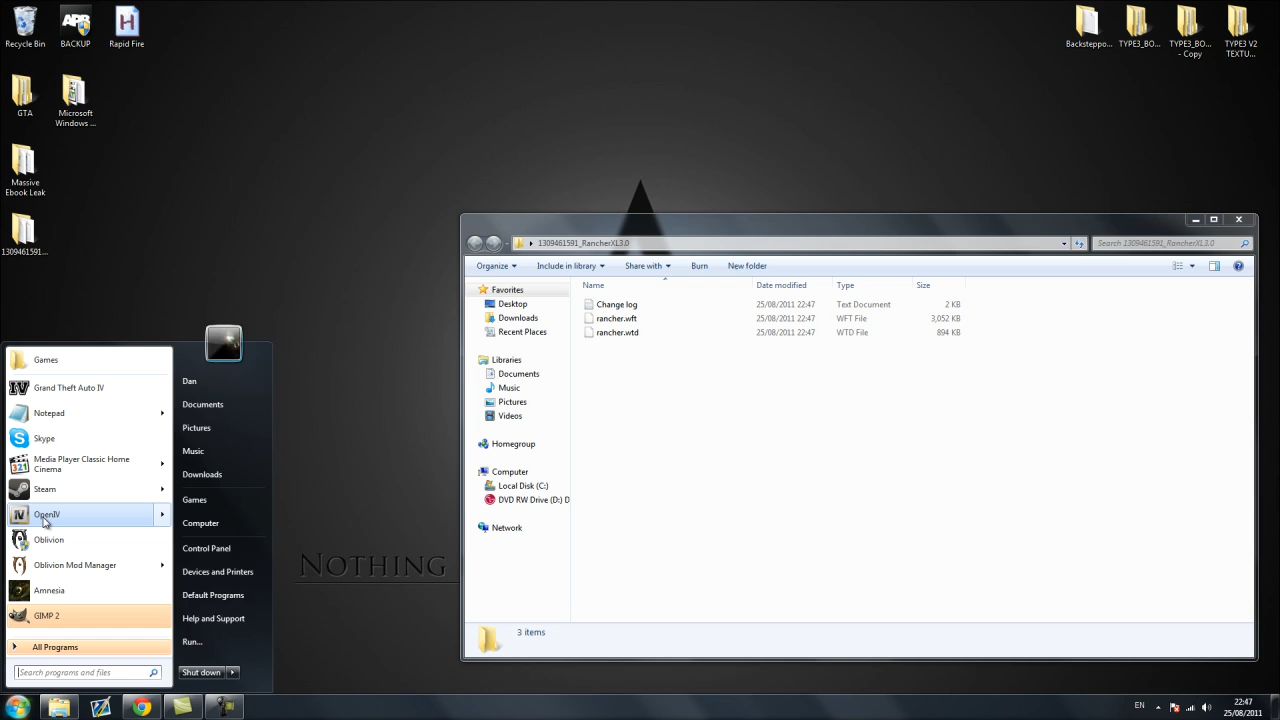 Recycle Bin
BACKUP
Rapid Fire
GTA
Microsoft
Windows ...
Massive
Ebook Leak
1309461591...
Backsteppo...
TYPE3_BO...
TYPE3_BO...
- Copy
TYPE3 V2
TEXTU...
NOTHING
1309461591_RancherXL3.0
Search 1309461591_RancherXL3.0
Organize
Include in library
Share with
Burn
New folder
Favorites
Desktop
Downloads
Recent Places
Libraries
Documents
Music
Pictures
Videos
Homegroup
Computer
Local Disk (C:)
DVD RW Drive (D:) D
Network
Name Date modified Type Size
Change log 25/08/2011 22:47 Text Document 2 KB
rancher.wft 25/08/2011 22:47 WFT File 3,052 KB
rancher.wtd 25/08/2011 22:47 WTD File 894 KB
3 items
Games
Grand Theft Auto IV
Notepad
Skype
Media Player Classic Home
Cinema
Steam
OpenIV
Oblivion
Oblivion Mod Manager
Amnesia
GIMP 2
All Programs
Search programs and files
Dan
Documents
Pictures
Music
Downloads
Games
Computer
Control Panel
Devices and Printers
Default Programs
Help and Support
Run...
Shut down
EN
22:47
25/08/2011